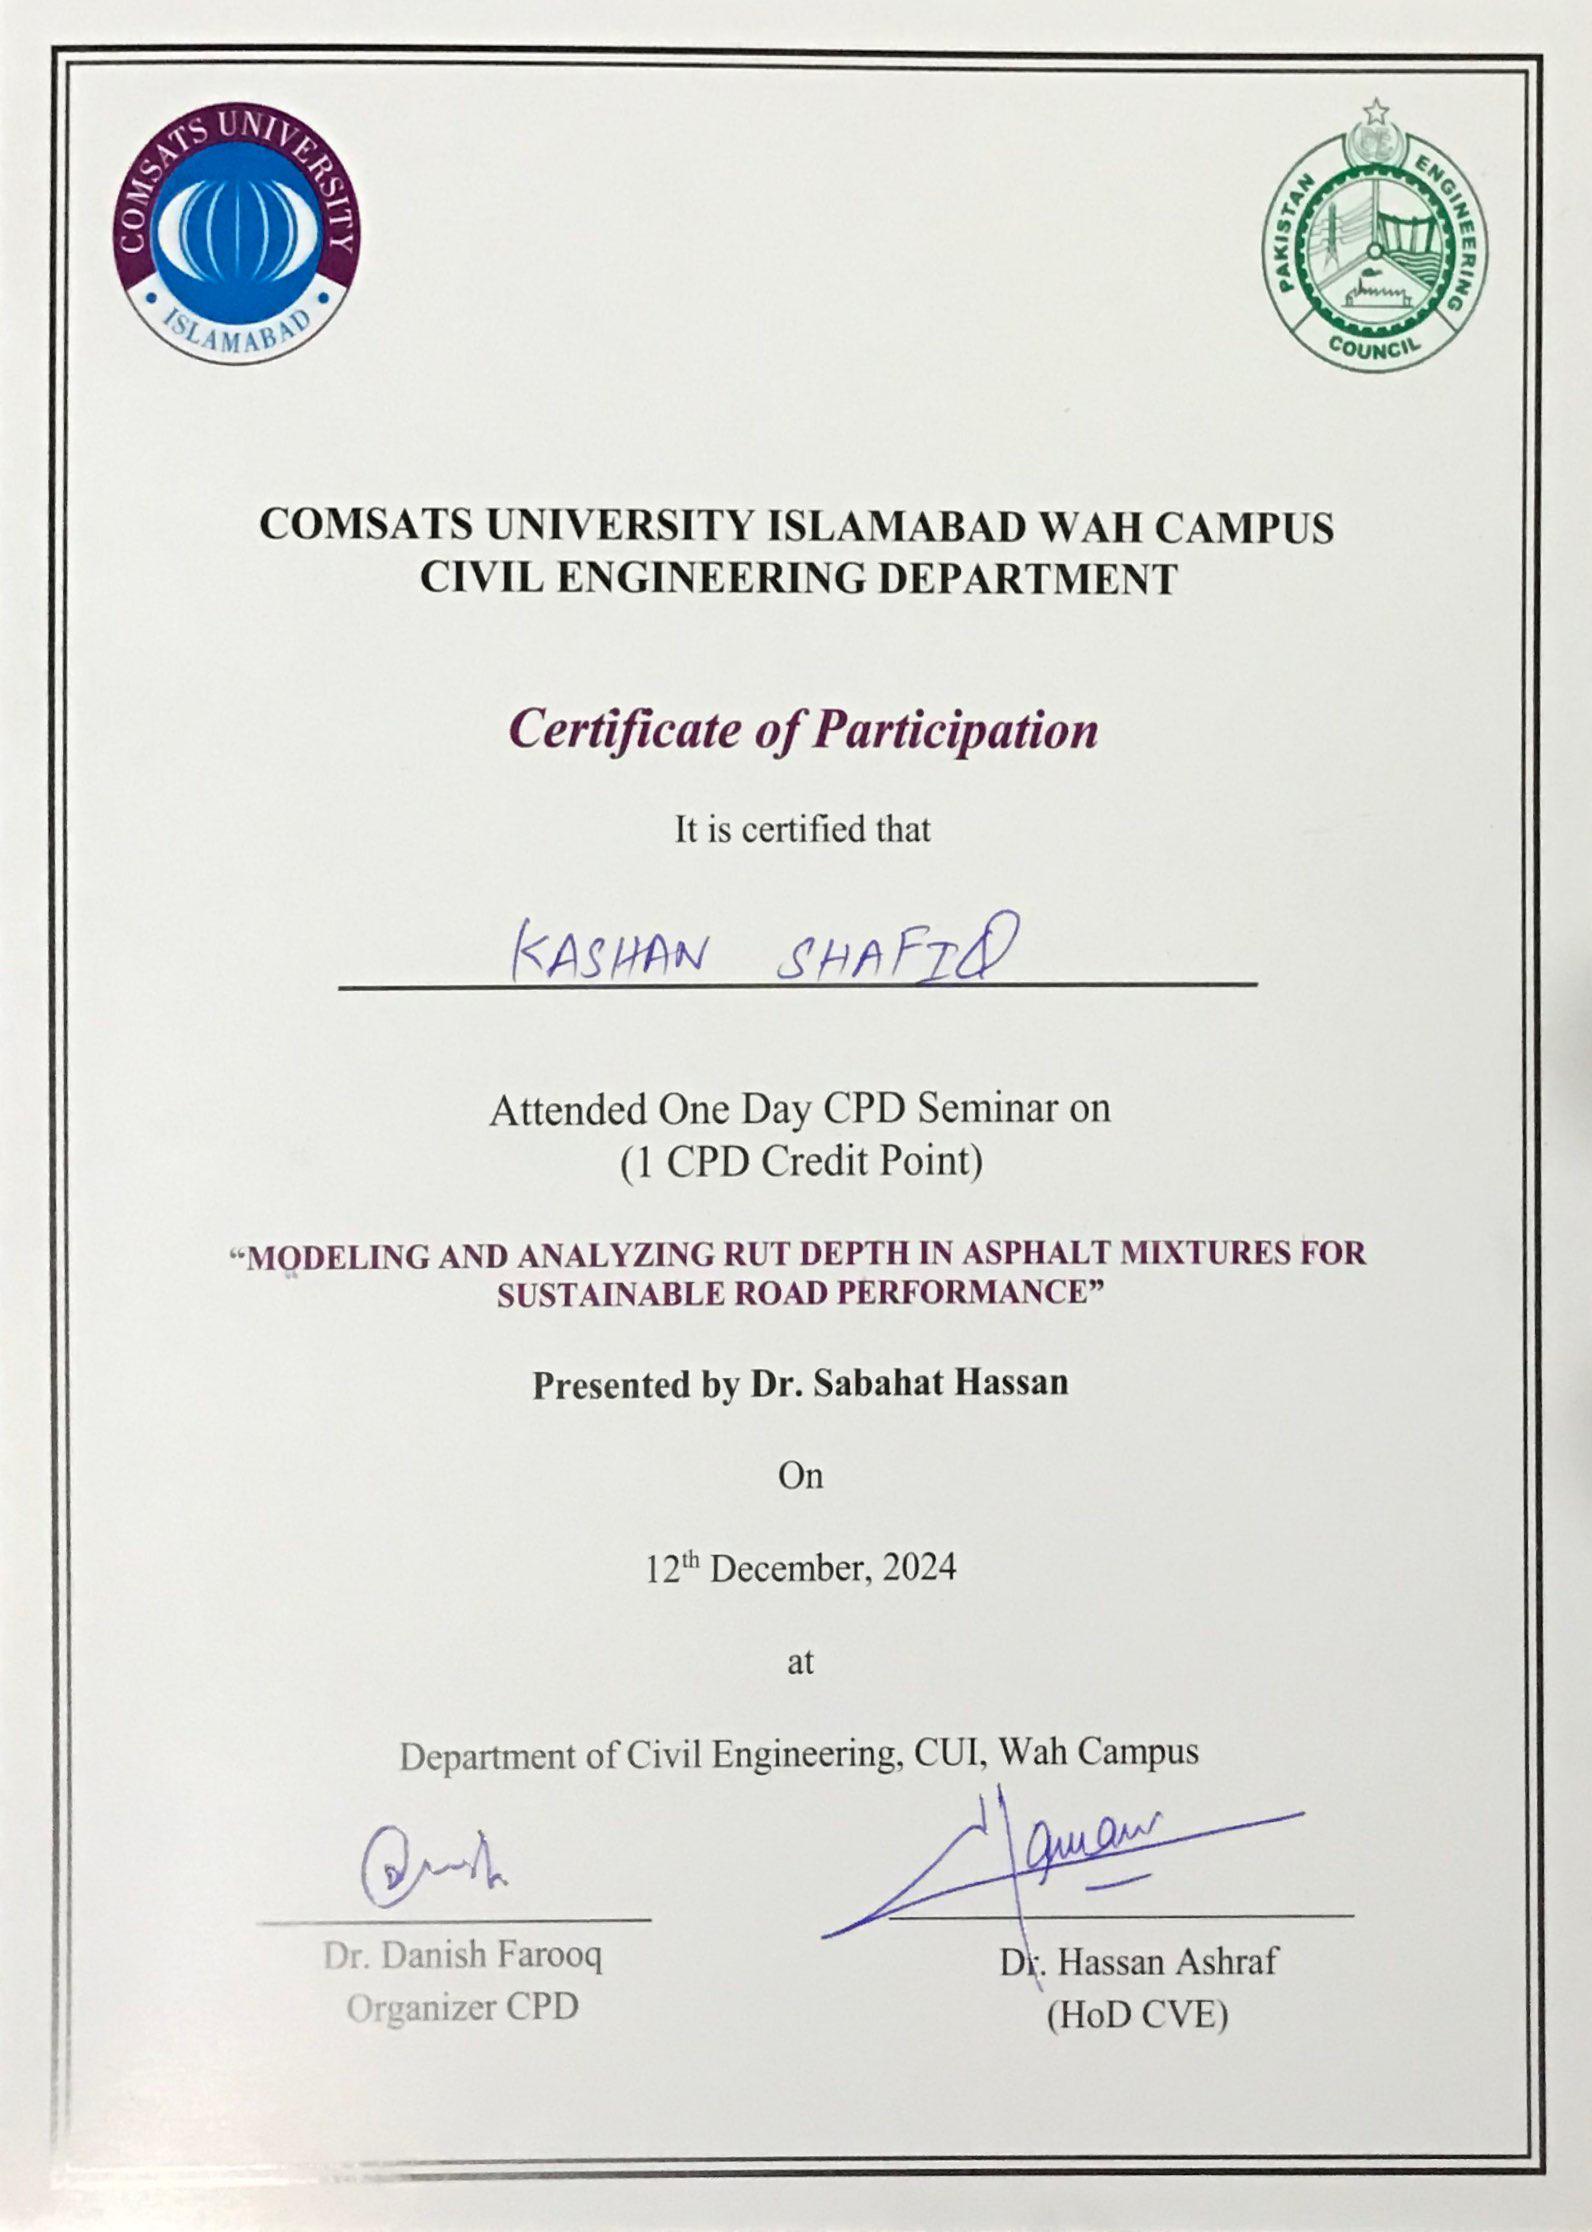 COMSATS UNIVERSITY
ISLAMABAD
PAKISTAN ENGINEERING
COUNCIL
COMSATS UNIVERSITY ISLAMABAD WAH CAMPUS
CIVIL ENGINEERING DEPARTMENT
Certificate of Participation
It is certified that
KASHAN SHAFIQ
Attended One Day CPD Seminar on
(1 CPD Credit Point)
“MODELING AND ANALYZING RUT DEPTH IN ASPHALT MIXTURES FOR
SUSTAINABLE ROAD PERFORMANCE”
Presented by Dr. Sabahat Hassan
On
12th December, 2024
at
Department of Civil Engineering, CUI, Wah Campus
Dr. Danish Farooq
Organizer CPD
Dr. Hassan Ashraf
(HoD CVE)